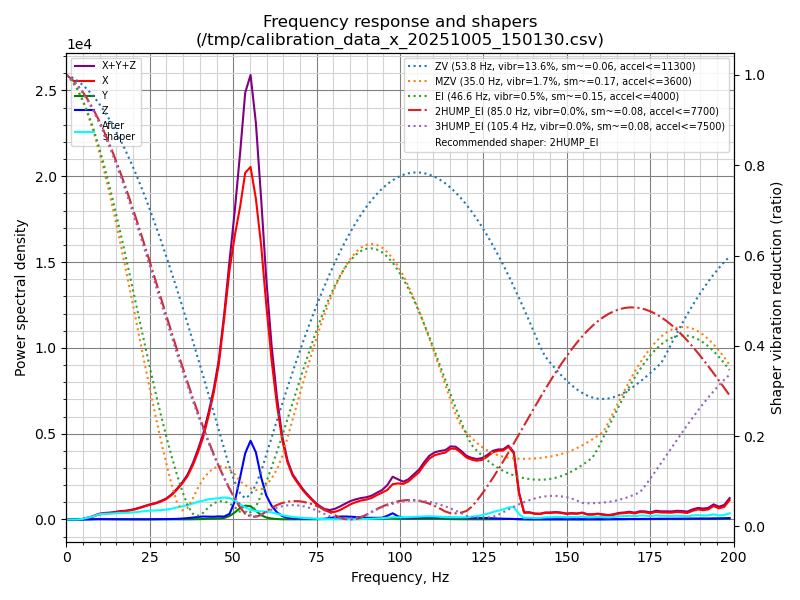 Frequency response and shapers
(/tmp/calibration_data_x_20251005_150130.csv)
1e4
X+Y+Z
X
Y
Z
After
shaper
ZV (53.8 Hz, vibr=13.6%, sm~=0.06, accel<=11300)
MZV (35.0 Hz, vibr=1.7%, sm~=0.17, accel<=3600)
EI (46.6 Hz, vibr=0.5%, sm~=0.15, accel<=4000)
2HUMP_EI (85.0 Hz, vibr=0.0%, sm~=0.08, accel<=7700)
3HUMP_EI (105.4 Hz, vibr=0.0%, sm~=0.08, accel<=7500)
Recommended shaper: 2HUMP_EI
Power spectral density
2.5
2.0
1.5
1.0
0.5
0.0
1.0
0.8
0.6
0.4
0.2
0.0
Shaper vibration reduction (ratio)
0 25 50 75 100 125 150 175 200
Frequency, Hz